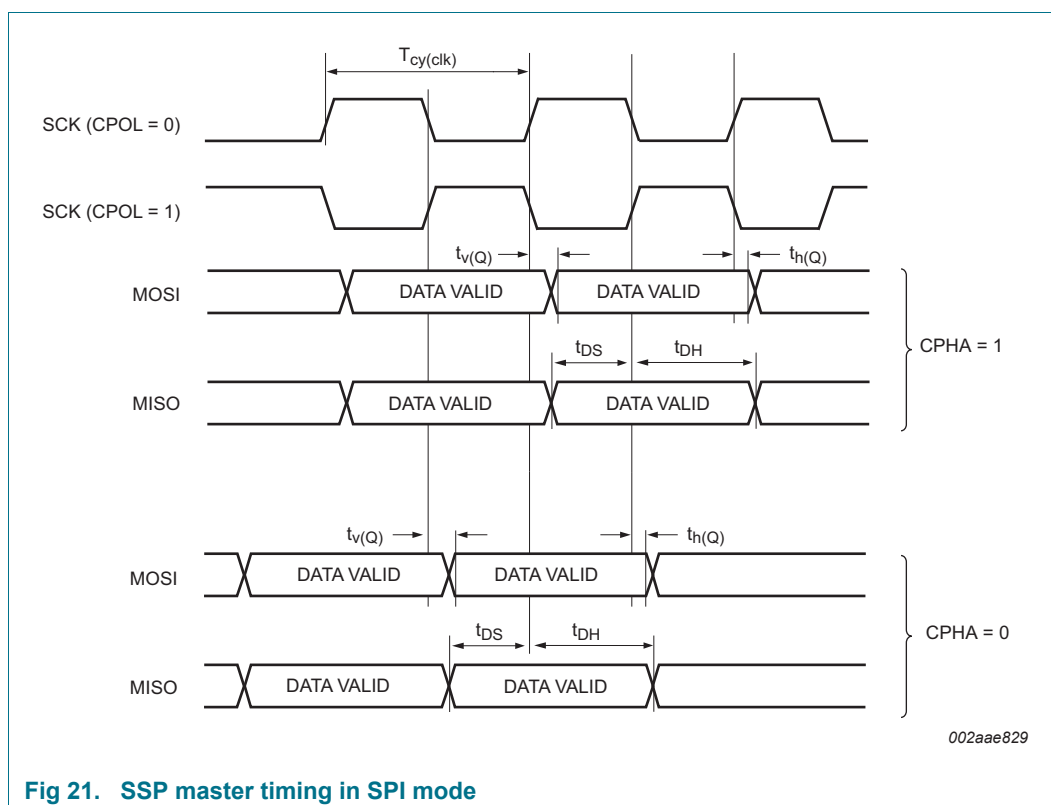 Tcy(clk)
SCK (CPOL = 0)
SCK (CPOL = 1)
tv(Q) th(Q)
MOSI DATA VALID DATA VALID
CPHA = 1
tDS tDH
MISO DATA VALID DATA VALID
tv(Q) th(Q)
MOSI DATA VALID DATA VALID
tDS tDH
CPHA = 0
MISO DATA VALID DATA VALID
002aae829
Fig 21. SSP master timing in SPI mode